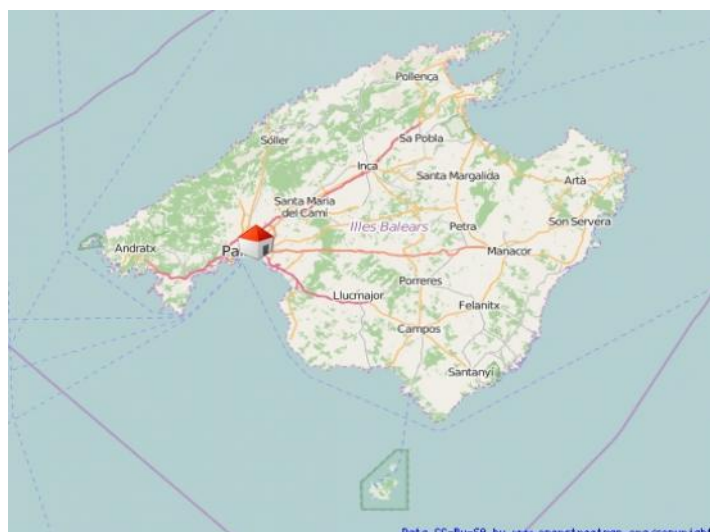 Pollença
Sa Pobla
Sóller
Inca
Santa Margalida
Artà
Santa Maria
del Camí
Son Servera
Petra
Illes Balears
Andratx
Pa
Manacor
Porreres
Llucmajor
Felanitx
Campos
Santanyí